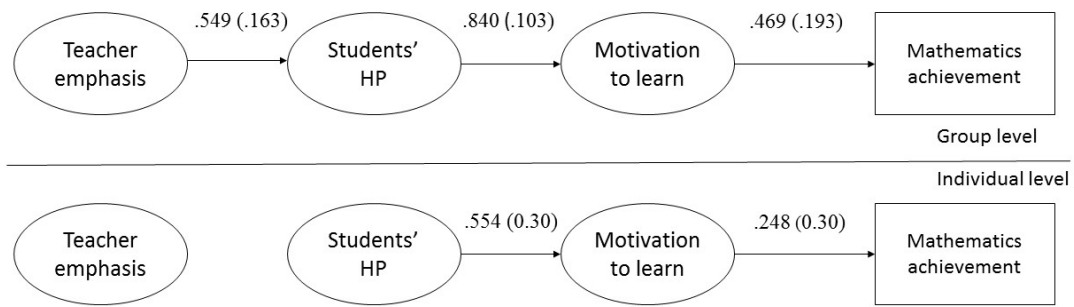 .549 (.163)
.840 (.103)
.469 (.193)
Teacher
emphasis
Students'
HP
Motivation
to learn
Mathematics
achievement
Group level
Individual level
.554 (0.30)
.248 (0.30)
Teacher
emphasis
Students'
HP
Motivation
to learn
Mathematics
achievement